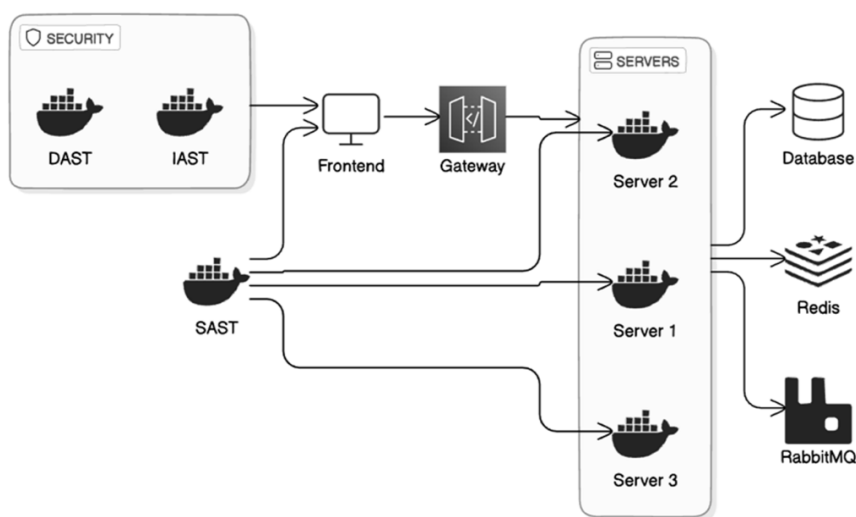 SECURITY
DAST
IAST
Frontend
Gateway
SERVERS
Server 2
Database
SAST
Server 1
Redis
Server 3
RabbitMQ